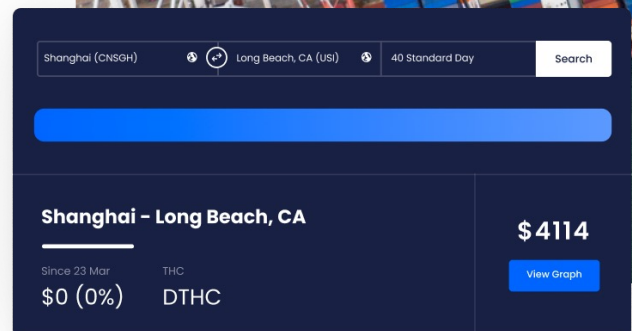 Shanghai (CNSGH)
Long Beach, CA (USI)
40 Standard Day
Search
Shanghai - Long Beach, CA
$4114
View Graph
Since 23 Mar
THC
$0 (0%)
DTHC